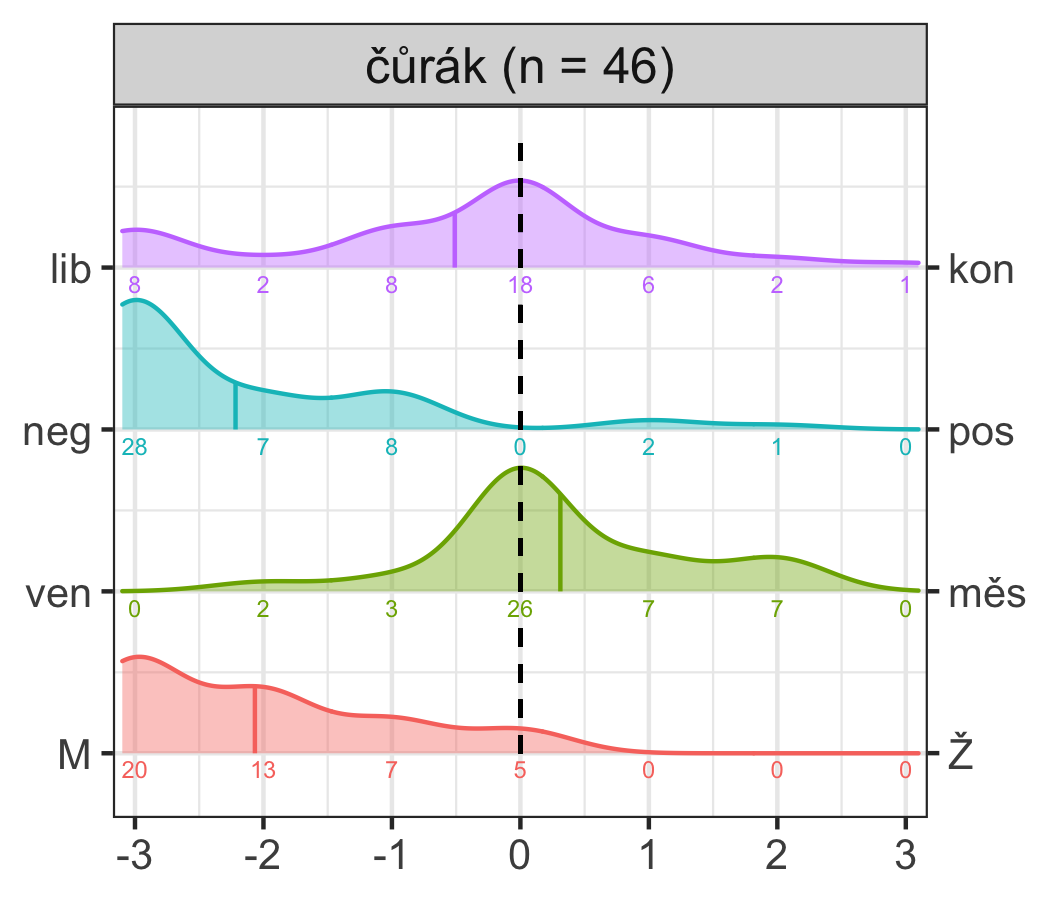 čůrák (n = 46)
lib kon
8 2 8 18 6 2 1
neg pos
28 7 8 0 2 1 0
ven měs
0 2 3 26 7 7 0
M Ž
20 13 7 5 0 0 0
-3 -2 -1 0 1 2 3